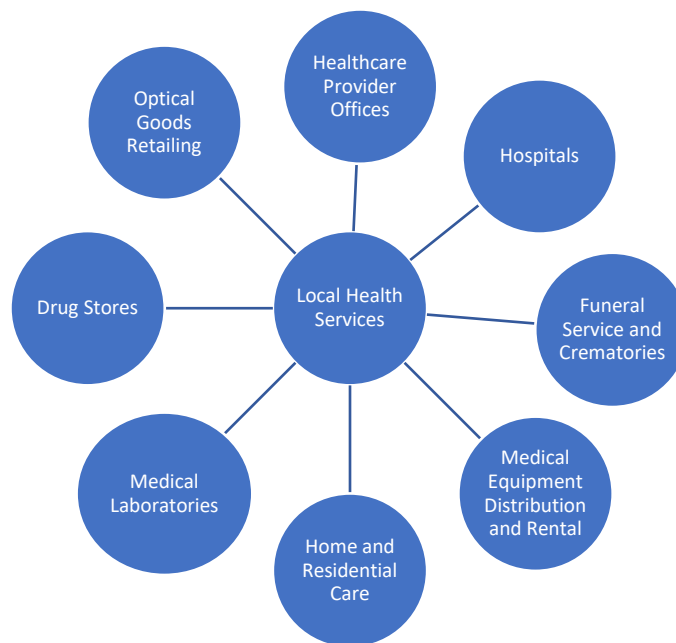 Healthcare
Provider
Offices
Optical
Goods
Retailing
Hospitals
Drug Stores
Local Health
Services
Funeral
Service and
Crematories
Medical
Laboratories
Medical
Equipment
Distribution
and Rental
Home and
Residential
Care